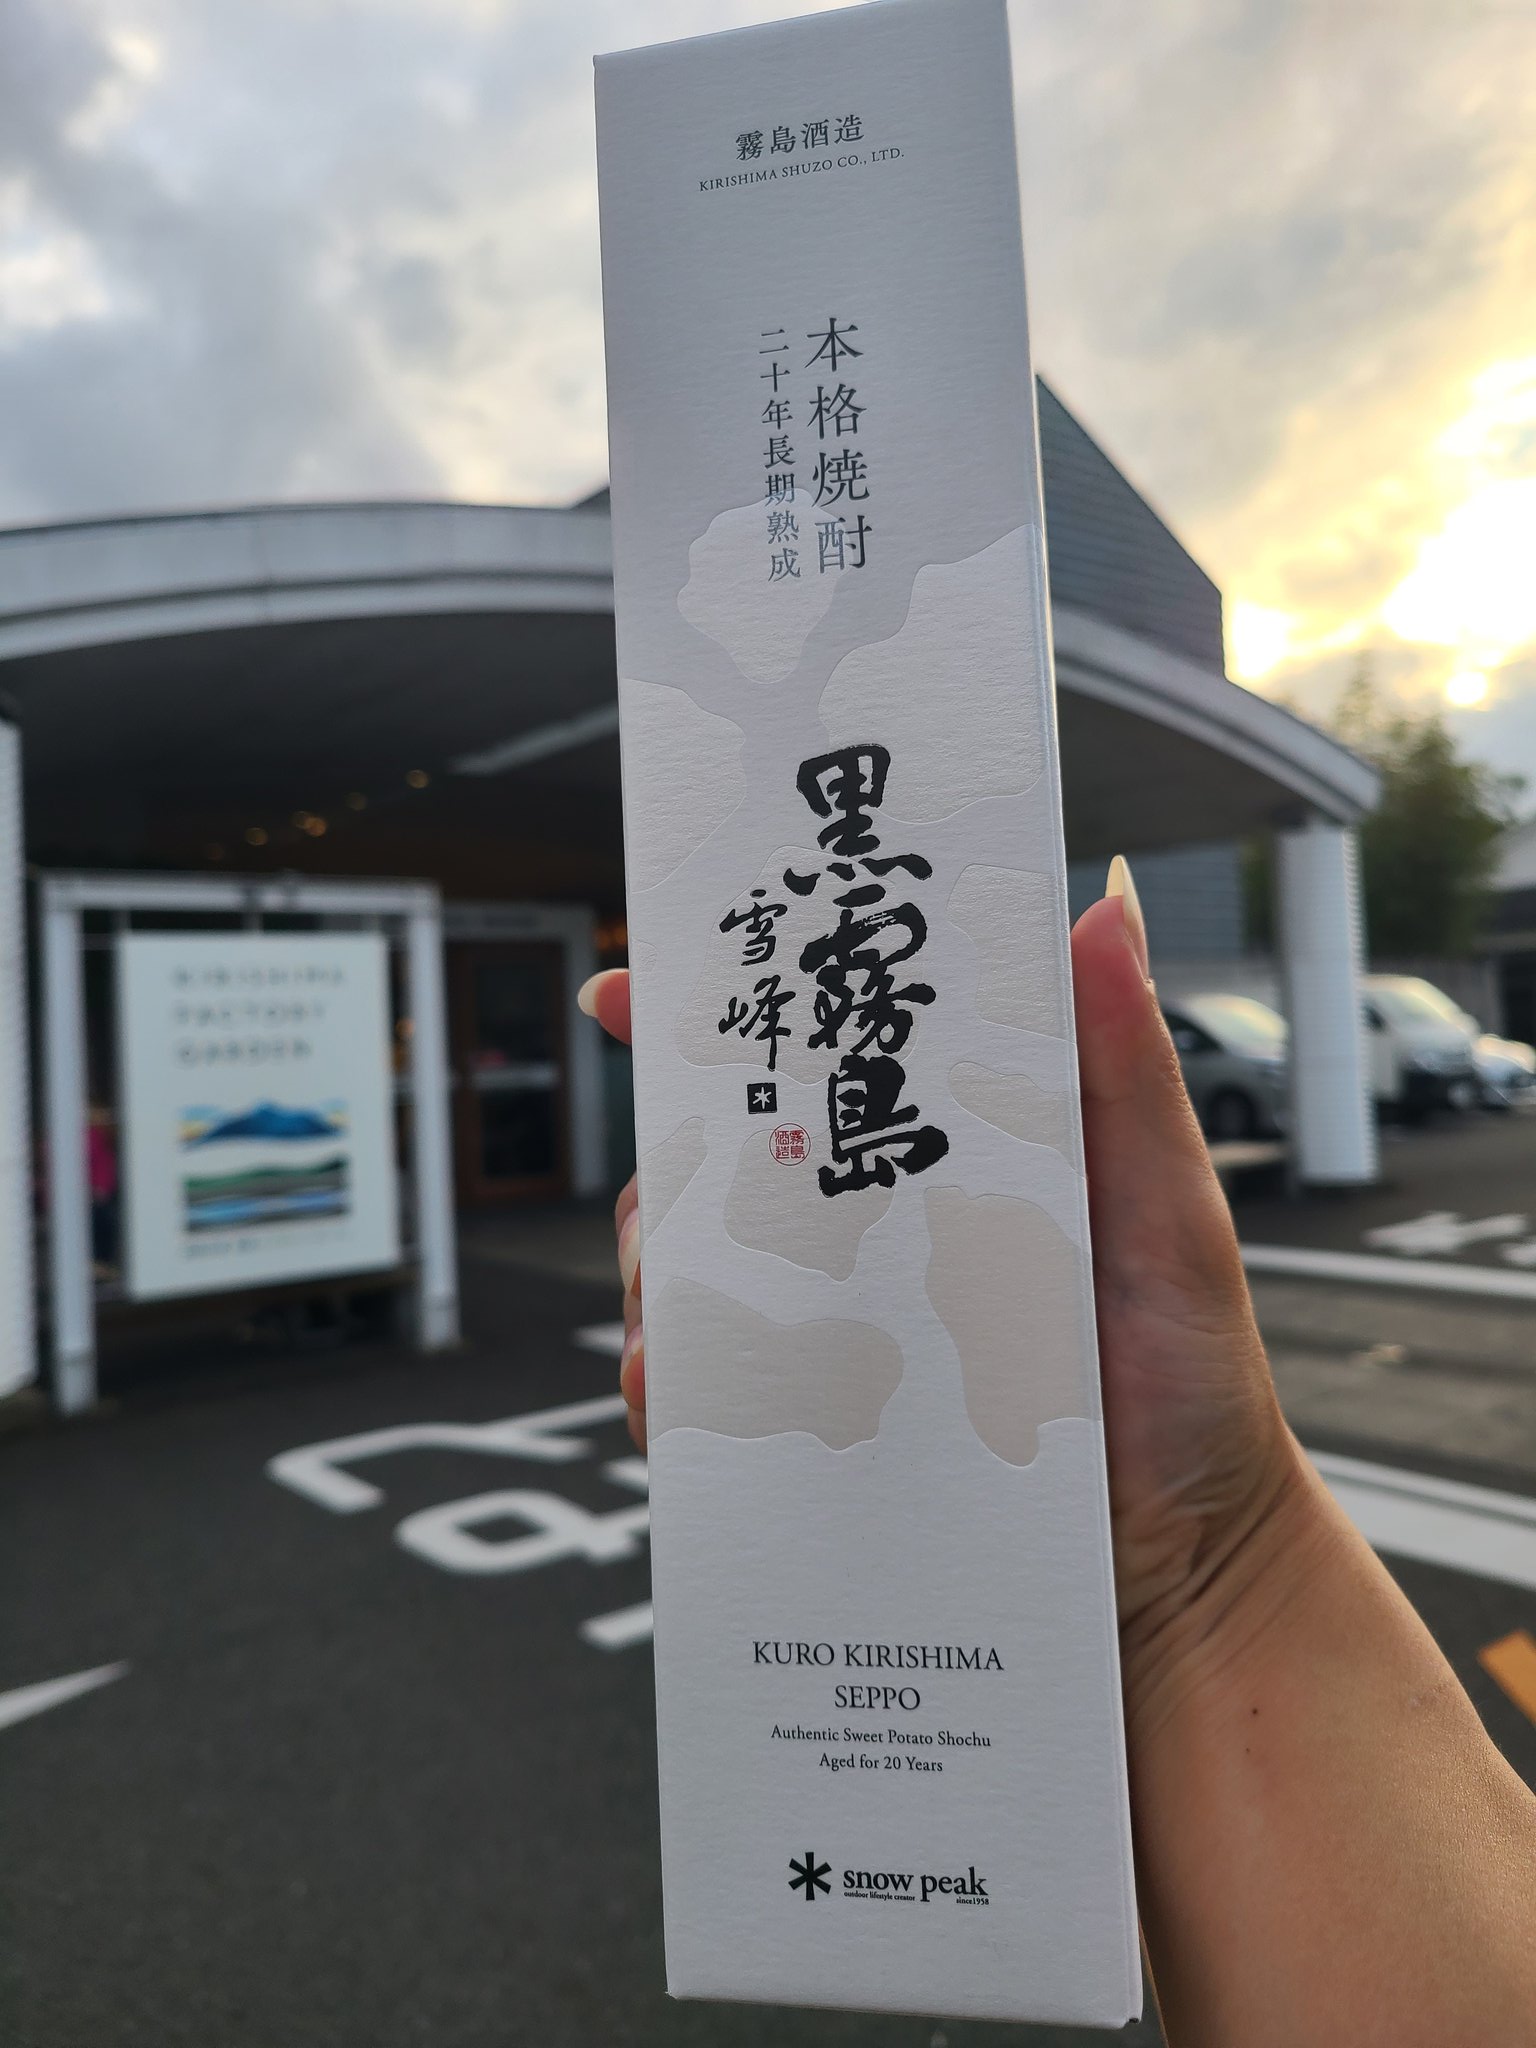 霧島酒造
KIRISHIMA SHUZO CO., LTD.
本格焼酎
二十年長期熟成
黒霧島
雪峰
霧島
酒造
KURO KIRISHIMA
SEPPO
Authentic Sweet Potato Shochu
Aged for 20 Years
snow peak
outdoor lifestyle creator
since1958
KIRISHIMA
FACTORY
GARDEN